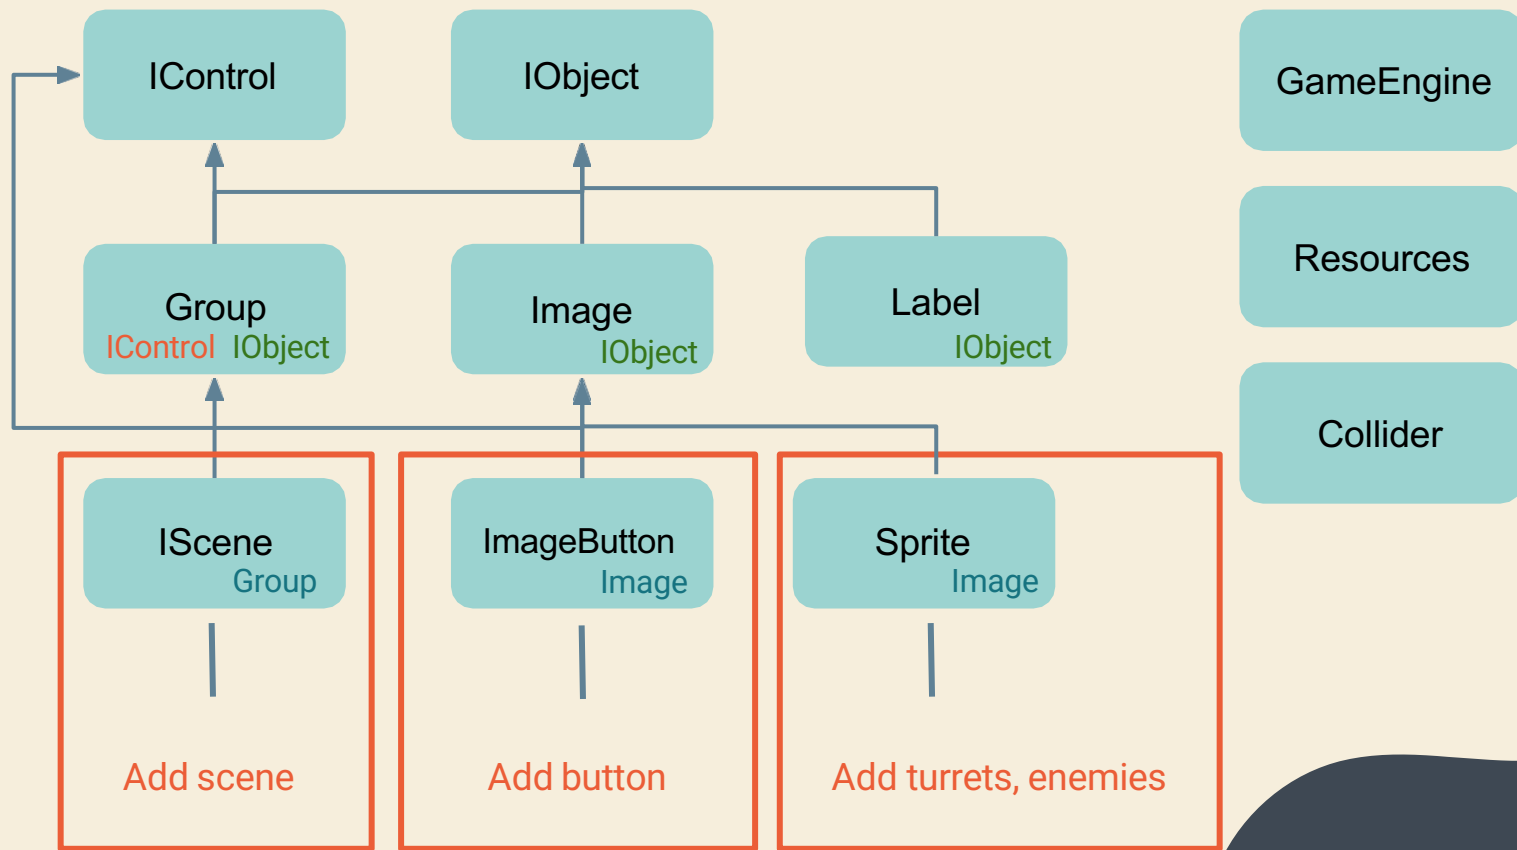 IControl
IObject
GameEngine
Resources
Collider
Group
IControl IObject
Image
IObject
Label
IObject
IScene
Group
ImageButton
Image
Sprite
Image
Add scene
Add button
Add turrets, enemies